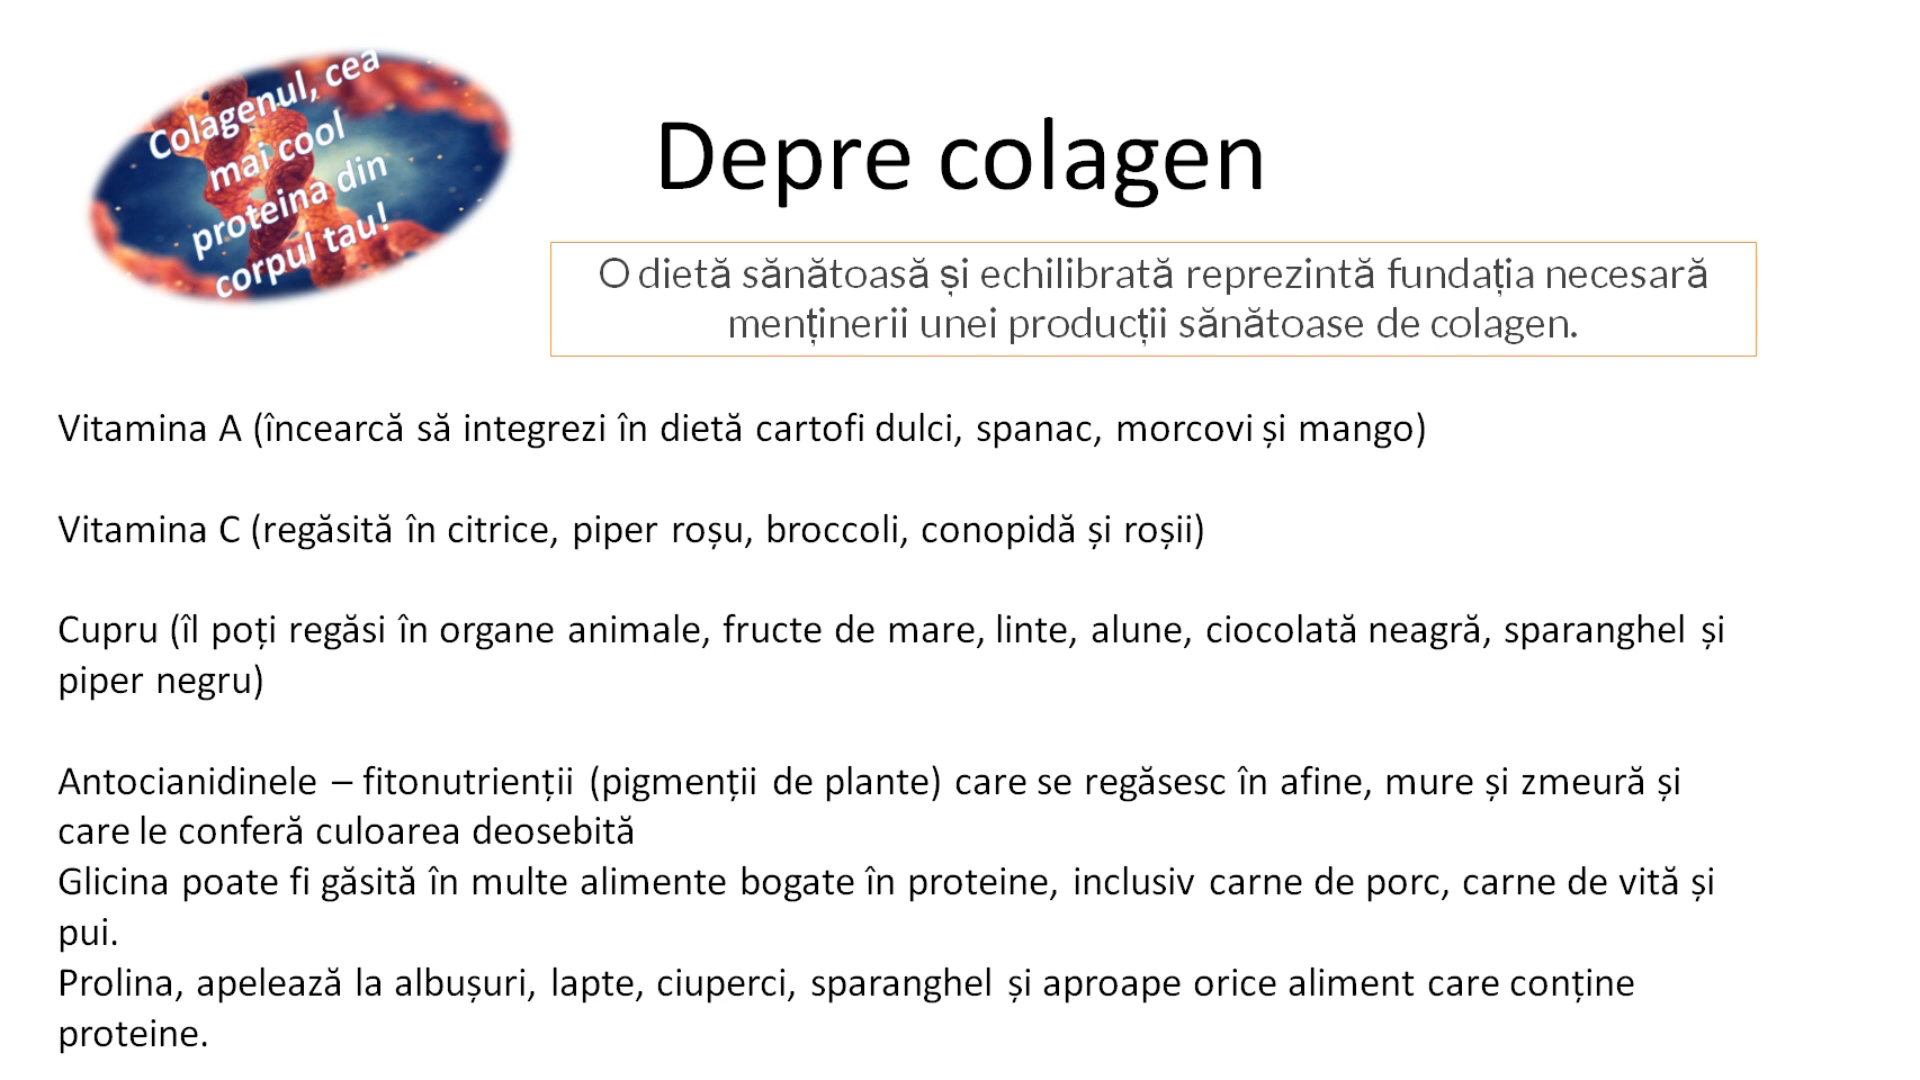 Colagenul, cea
mai cool
proteina din
corpul tau!
Depre colagen
O dietă sănătoasă și echilibrată reprezintă fundația necesară
menținerii unei producții sănătoase de colagen.
Vitamina A (încearcă să integrezi în dietă cartofi dulci, spanac, morcovi și mango)
Vitamina C (regăsită în citrice, piper roșu, broccoli, conopidă și roșii)
Cupru (îl poți regăsi în organe animale, fructe de mare, linte, alune, ciocolată neagră, sparanghel și
piper negru)
Antocianidinele – fitonutrienții (pigmenții de plante) care se regăsesc în afine, mure și zmeură și
care le conferă culoarea deosebită
Glicina poate fi găsită în multe alimente bogate în proteine, inclusiv carne de porc, carne de vită și
pui.
Prolina, apelează la albușuri, lapte, ciuperci, sparanghel și aproape orice aliment care conține
proteine.